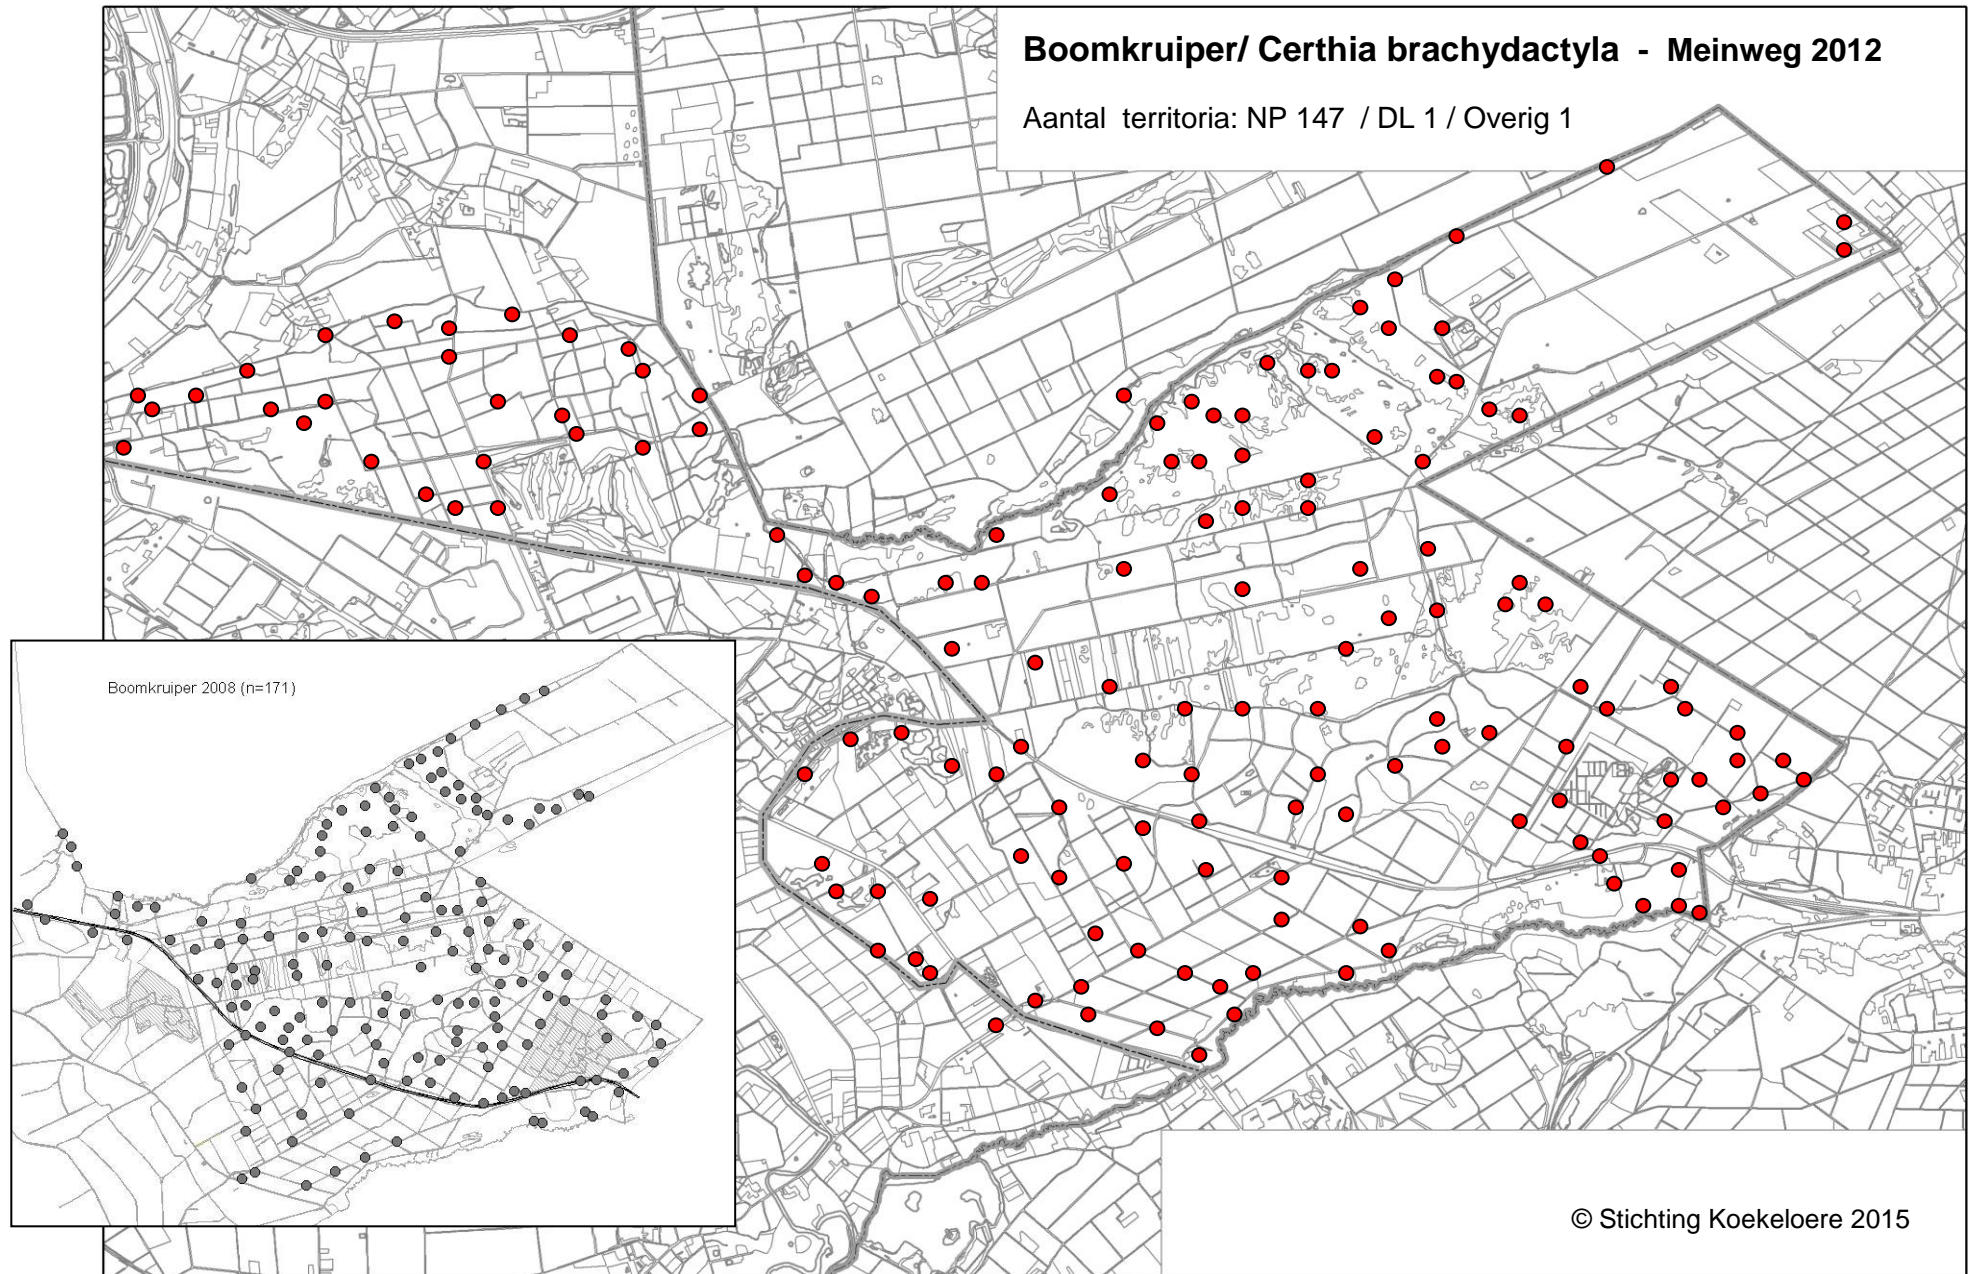 Boomkruiper/ Certhia brachydactyla - Meinweg 2012
Aantal territoria: NP 147 / DL 1 / Overig 1
Boomkruiper 2008 (n=171)
© Stichting Koekeloere 2015